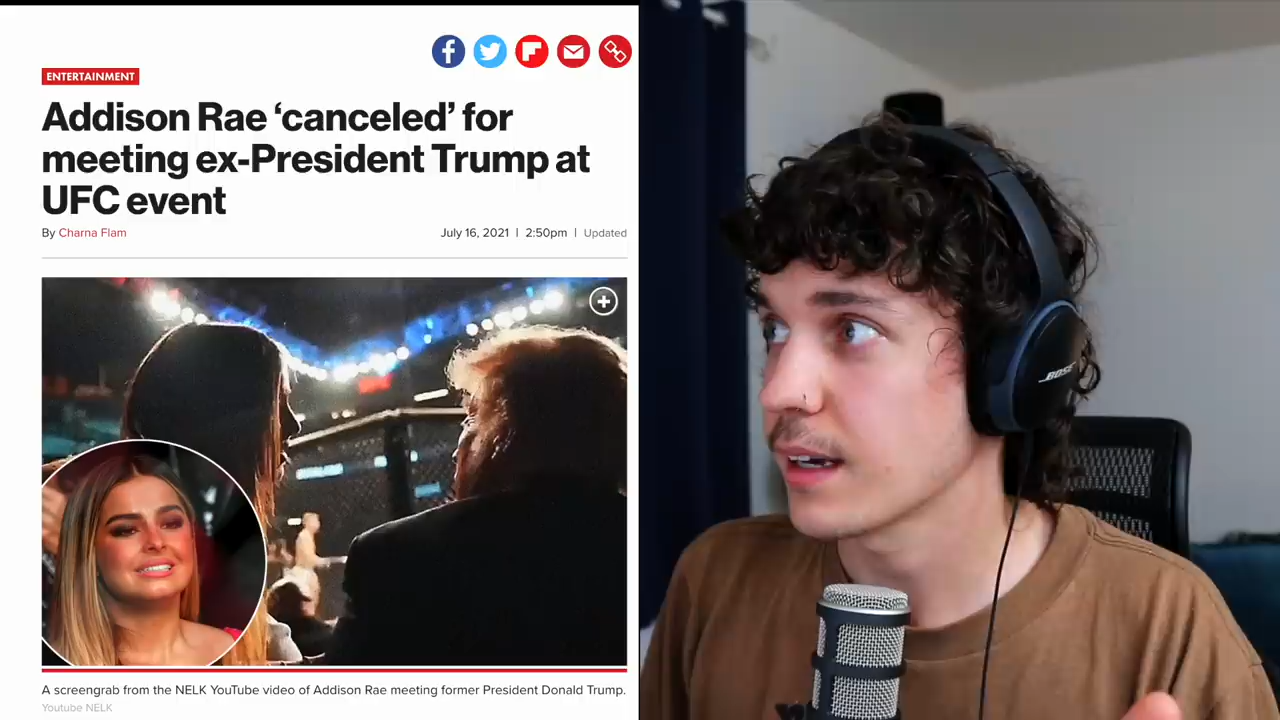 ENTERTAINMENT
Addison Rae ‘canceled’ for
meeting ex-President Trump at
UFC event
By Charna Flam
July 16, 2021 | 2:50pm | Updated
A screengrab from the NELK YouTube video of Addison Rae meeting former President Donald Trump.
Youtube NELK
BOSE